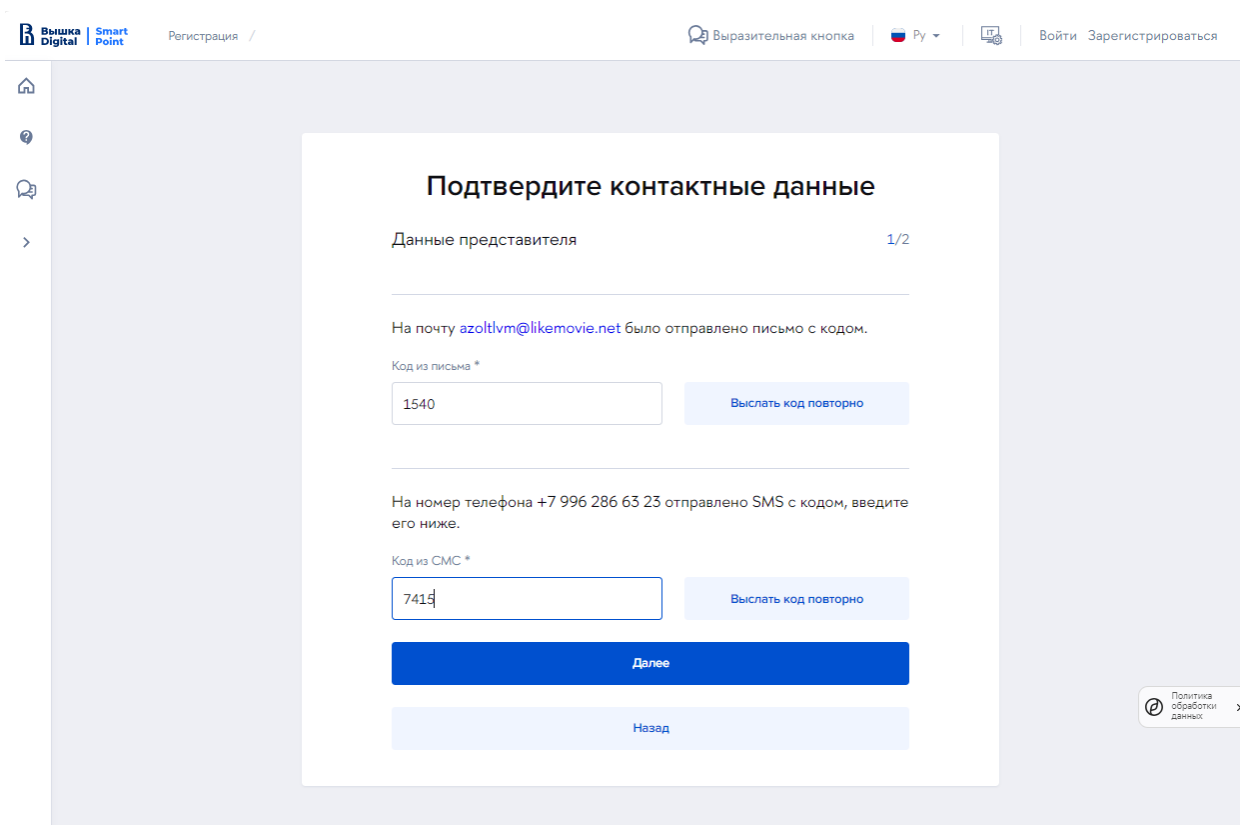 Вышка Digital | Smart Point
Регистрация /
Выразительная кнопка
Ру
IT
Войти Зарегистрироваться
Подтвердите контактные данные
Данные представителя 1/2
На почту azoltlvm@likemovie.net было отправлено письмо с кодом.
Код из письма *
1540
Выслать код повторно
На номер телефона +7 996 286 63 23 отправлено SMS с кодом, введите
его ниже.
Код из СМС *
7415
Выслать код повторно
Далее
Назад
Политика
обработки
данных